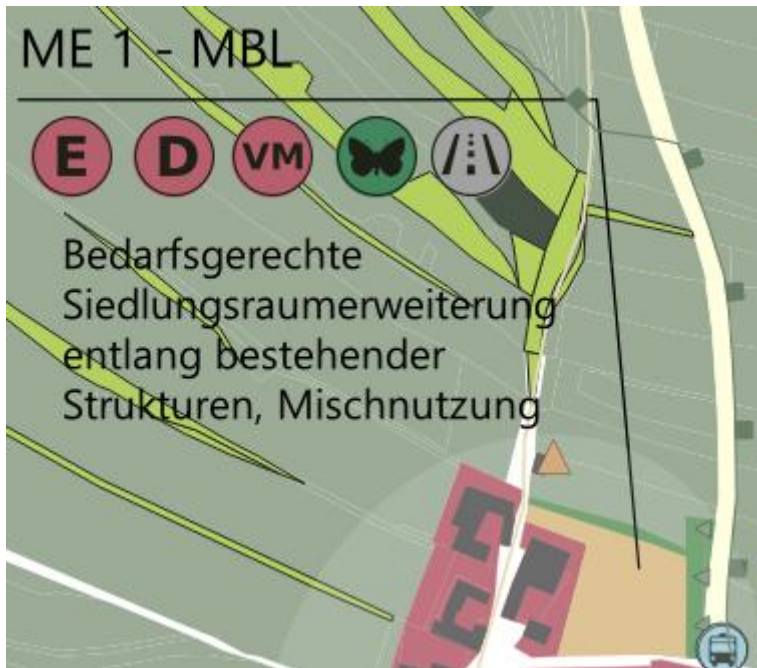 ME 1 - MBL
E D VM
Bedarfsgerechte
Siedlungsraumerweiterung
entlang bestehender
Strukturen, Mischnutzung